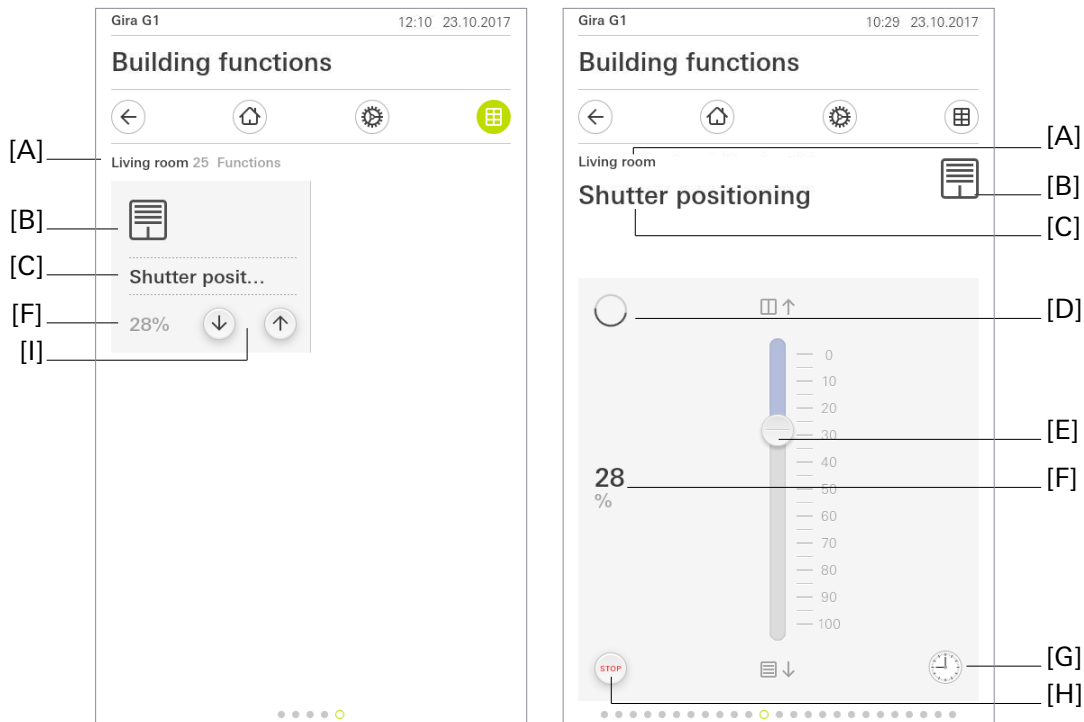 Gira G1 12:10 23.10.2017
Building functions
[A]
Living room 25 Functions
[B]
[C]
Shutter posit...
[F]
28%
[I]
Gira G1 10:29 23.10.2017
Building functions
[A]
Living room
[B]
Shutter positioning
[C]
[D]
0
10
20
[E]
30
40
[F]
28
%
50
60
70
80
90
100
[G]
STOP
[H]